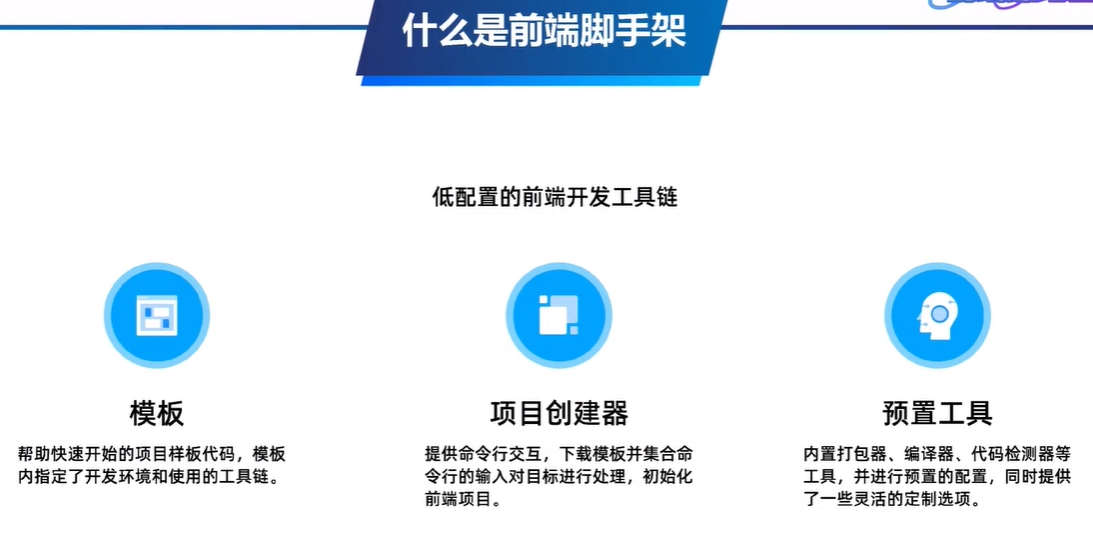 什么是前端脚手架
低配置的前端开发工具链
模板
帮助快速开始的项目样板代码，模板
内指定了开发环境和使用的工具链。
项目创建器
提供命令行交互，下载模板并集合命
令行的输入对目标进行处理，初始化
前端项目。
预置工具
内置打包器、编译器、代码检测器等
工具，并进行预置的配置，同时提供
了一些灵活的定制选项。